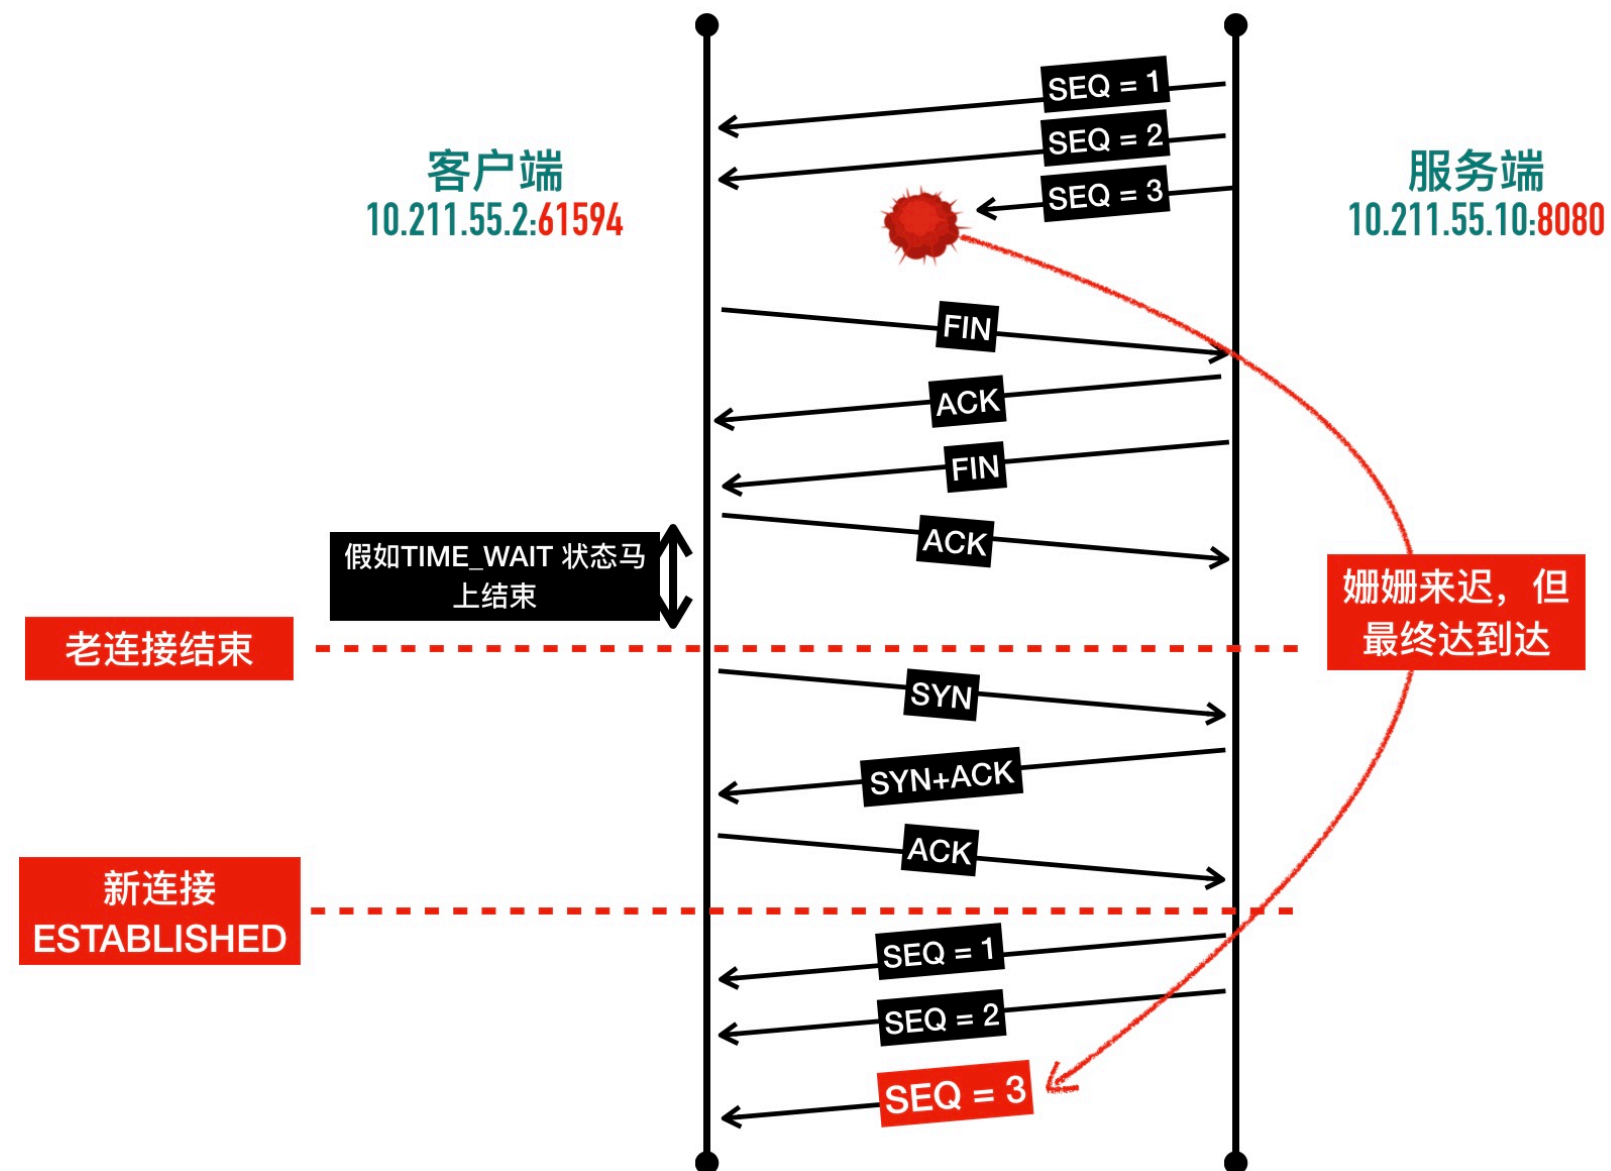 SEQ = 1
SEQ = 2
SEQ = 3
客户端
10.211.55.2:61594
服务端
10.211.55.10:8080
FIN
ACK
FIN
ACK
假如TIME_WAIT 状态马
上结束
姗姗来迟，但
最终达到达
老连接结束
SYN
SYN+ACK
ACK
新连接
ESTABLISHED
SEQ = 1
SEQ = 2
SEQ = 3